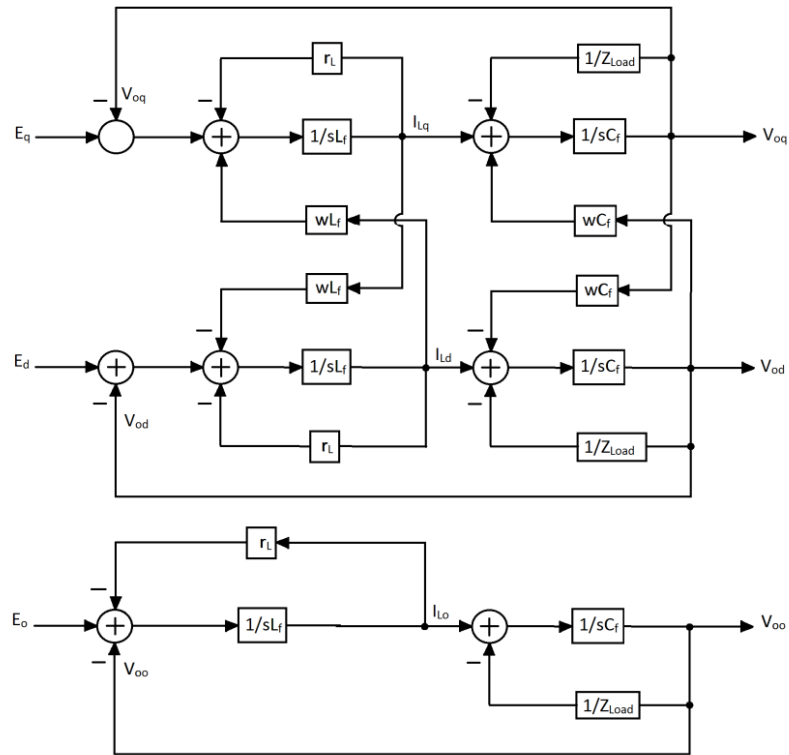 r_L
1/Z_Load
− V_oq − −
E_q + 1/sL_f I_Lq + 1/sC_f V_oq
wL_f wC_f
wL_f wC_f
− −
E_d + + 1/sL_f I_Ld + 1/sC_f V_od
− V_od − −
r_L 1/Z_Load
r_L
−
E_o + 1/sL_f I_Lo + 1/sC_f V_oo
− V_oo −
1/Z_Load